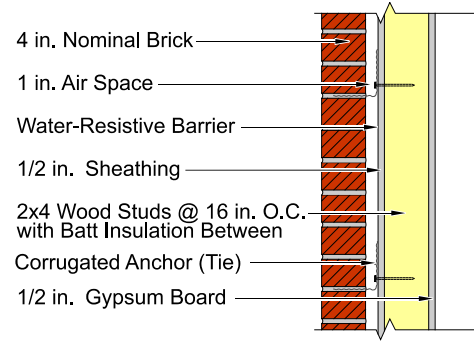 4 in. Nominal Brick
1 in. Air Space
Water-Resistive Barrier
1/2 in. Sheathing
2x4 Wood Studs @ 16 in. O.C.
with Batt Insulation Between
Corrugated Anchor (Tie)
1/2 in. Gypsum Board